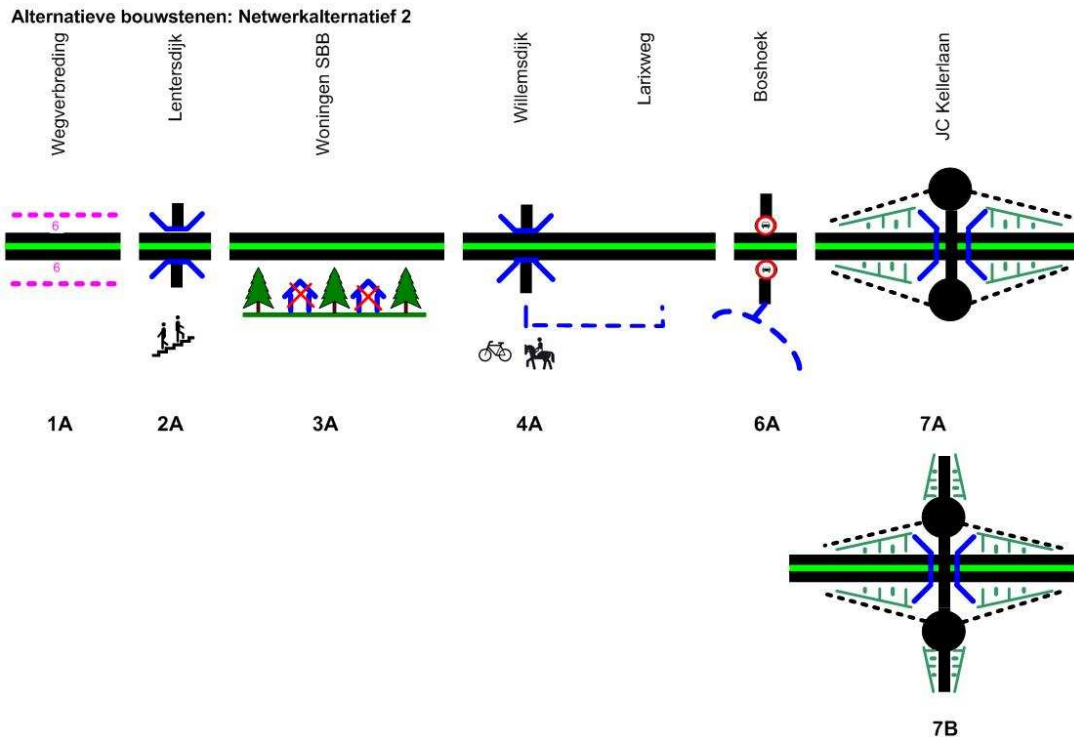 Alternatieve bouwstenen: Netwerkalternatief 2
Wegverbreding
Lentersdijk
Woningen SBB
Willemsdijk
Larixweg
Boshoek
JC Kellerlaan
6
6
1A
2A
3A
4A
6A
7A
7B